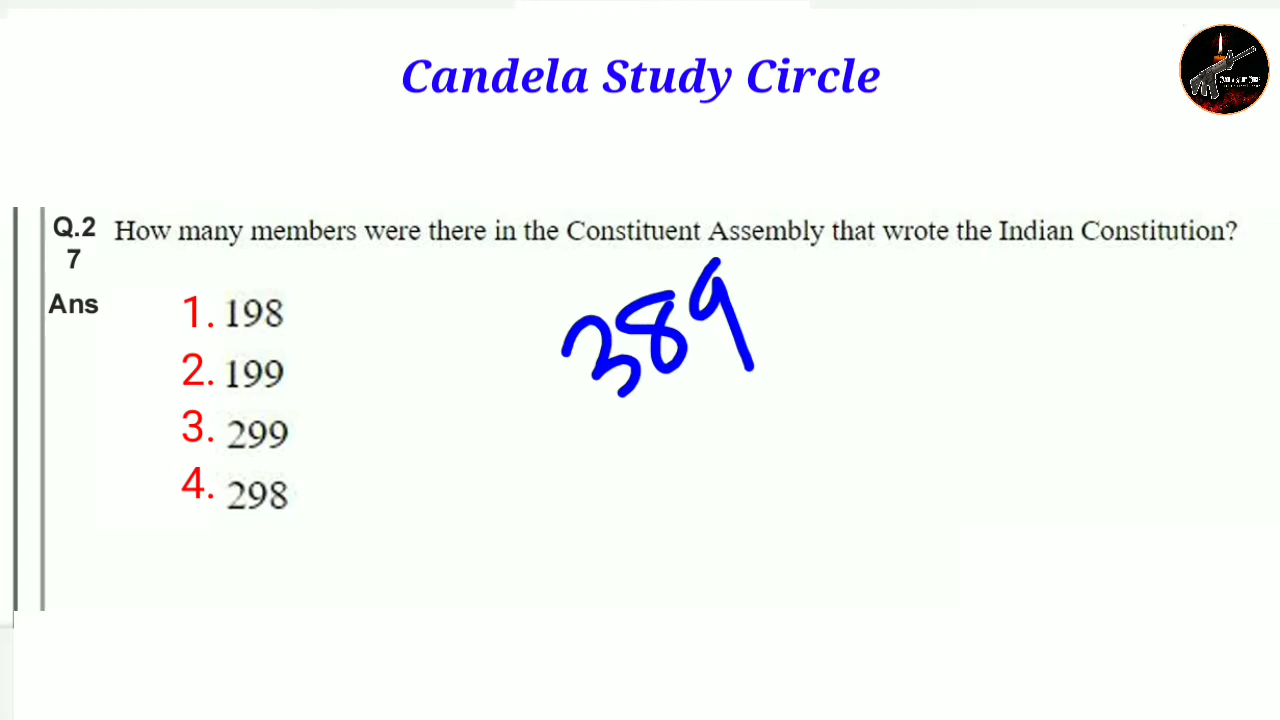 Candela Study Circle
Q.2 How many members were there in the Constituent Assembly that wrote the Indian Constitution?
7
Ans
1. 198
389
2. 199
3. 299
4. 298